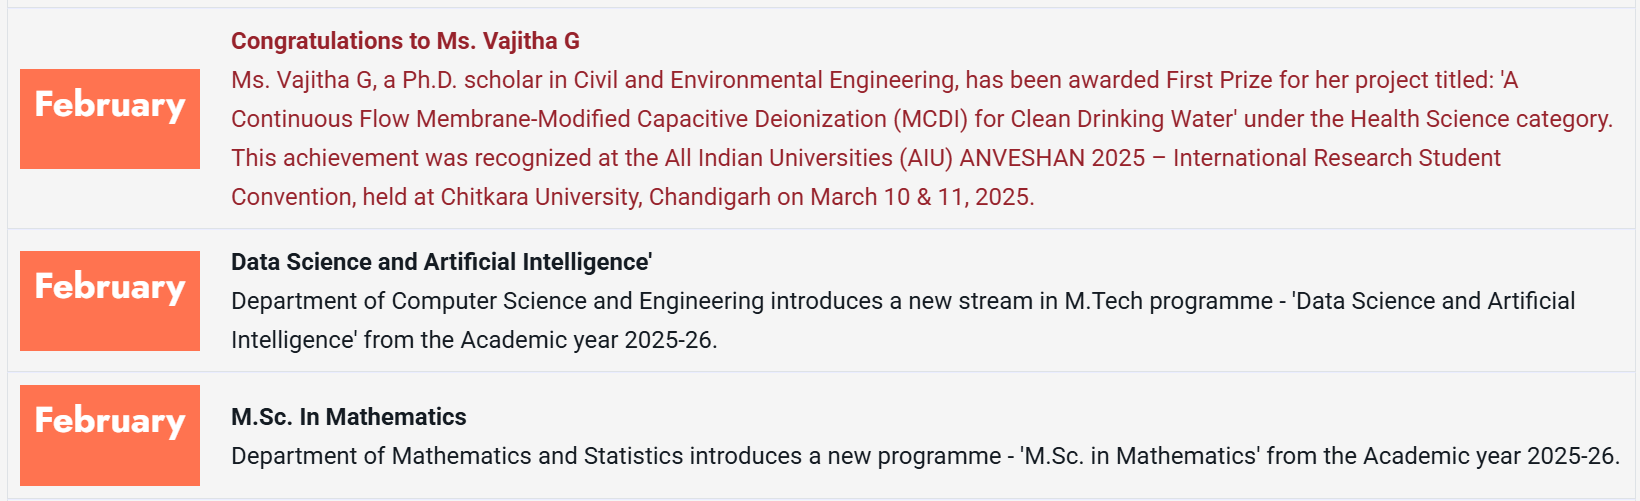 Congratulations to Ms. Vajitha G
February
Ms. Vajitha G, a Ph.D. scholar in Civil and Environmental Engineering, has been awarded First Prize for her project titled: 'A
Continuous Flow Membrane-Modified Capacitive Deionization (MCDI) for Clean Drinking Water' under the Health Science category.
This achievement was recognized at the All Indian Universities (AIU) ANVESHAN 2025 – International Research Student
Convention, held at Chitkara University, Chandigarh on March 10 & 11, 2025.
February
Data Science and Artificial Intelligence'
Department of Computer Science and Engineering introduces a new stream in M.Tech programme - 'Data Science and Artificial
Intelligence' from the Academic year 2025-26.
February
M.Sc. In Mathematics
Department of Mathematics and Statistics introduces a new programme - 'M.Sc. in Mathematics' from the Academic year 2025-26.